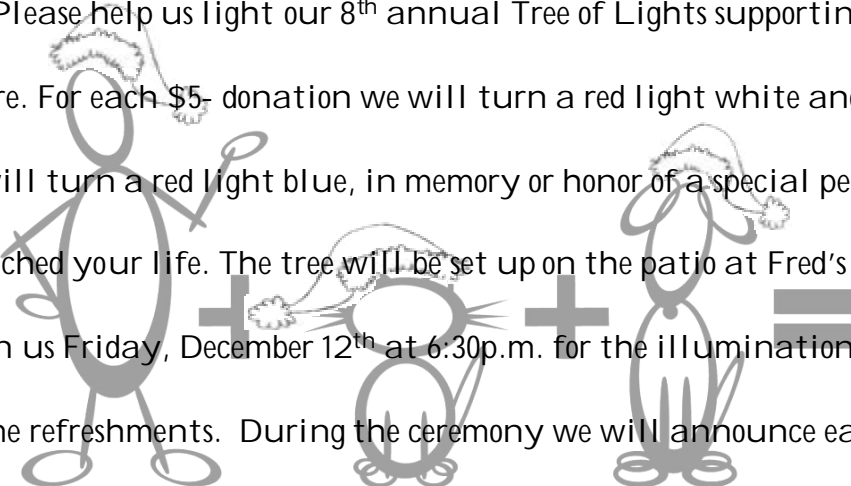 Please help us light our 8th annual Tree of Lights supportin
re. For each $5- donation we will turn a red light white and
ill turn a red light blue, in memory or honor of a special pe
ched your life. The tree will be set up on the patio at Fred's
n us Friday, December 12th at 6:30p.m. for the illumination
ne refreshments. During the ceremony we will announce ea